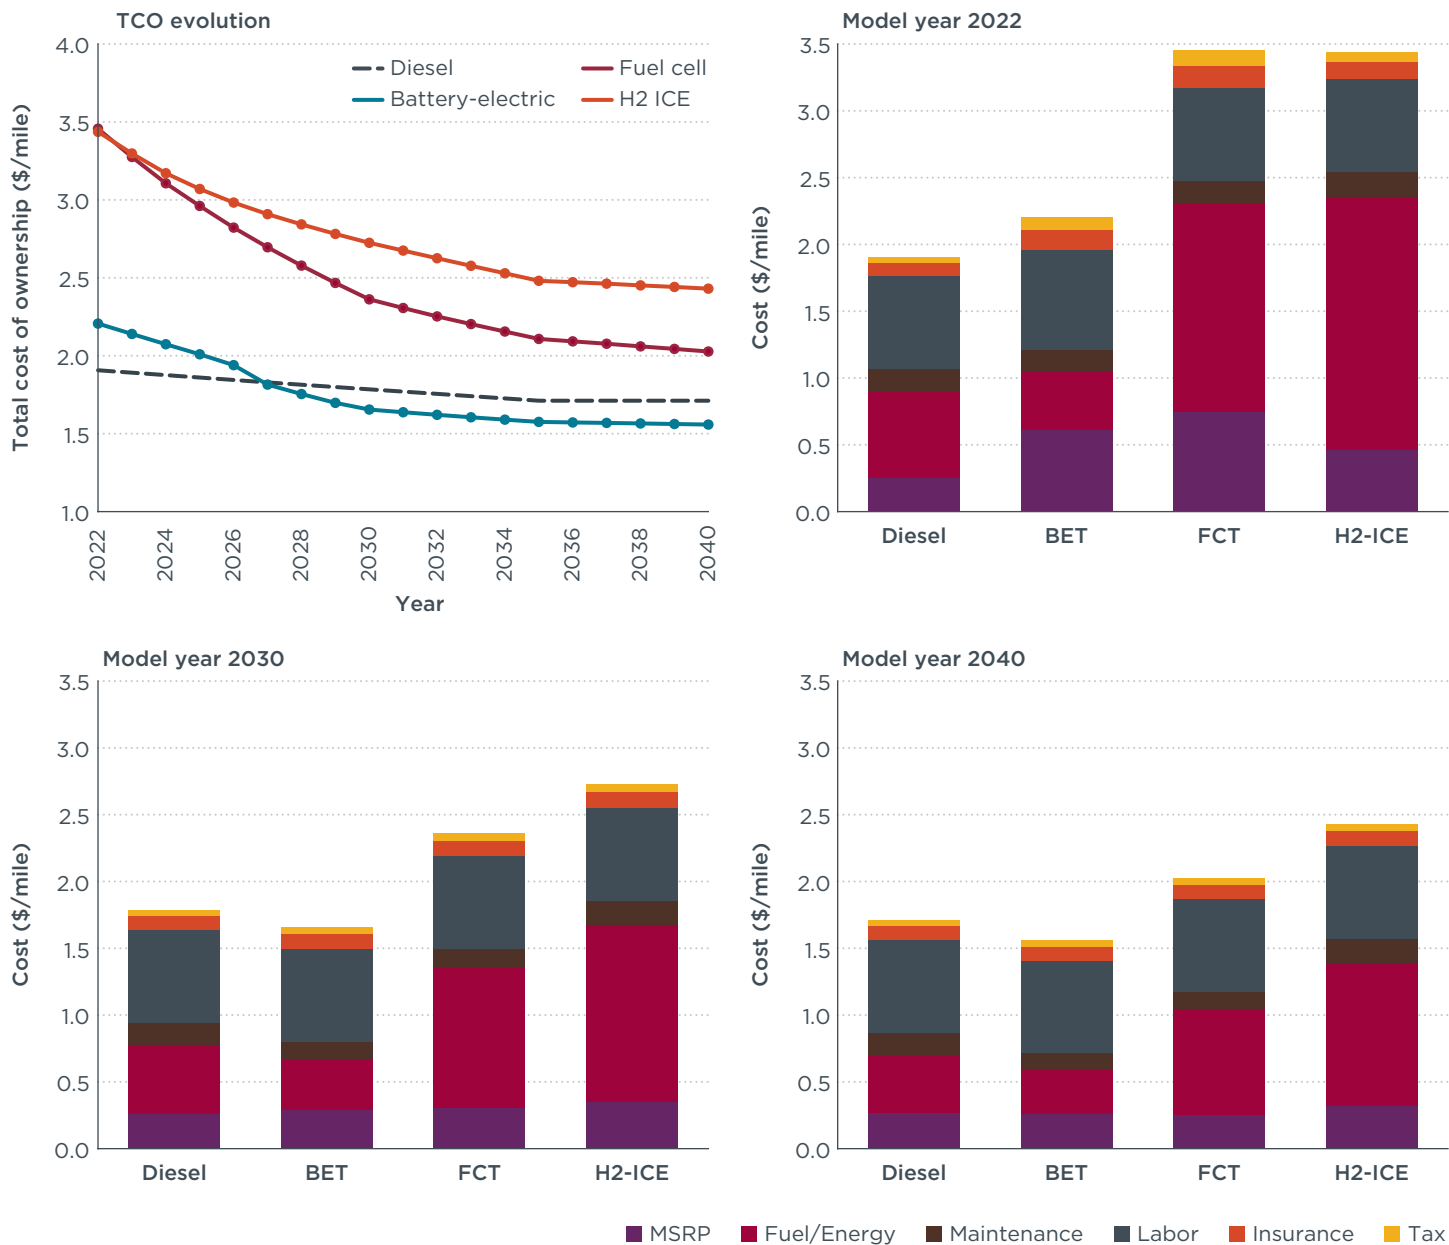 TCO evolution
Total cost of ownership ($/mile)
4.0
3.5
3.0
2.5
2.0
1.5
1.0
Diesel
Fuel cell
Battery-electric
H2 ICE
2022
2024
2026
2028
2030
2032
2034
2036
2038
2040
Year
Model year 2022
Cost ($/mile)
3.5
3.0
2.5
2.0
1.5
1.0
0.5
0.0
Diesel
BET
FCT
H2-ICE
Model year 2030
Cost ($/mile)
3.5
3.0
2.5
2.0
1.5
1.0
0.5
0.0
Diesel
BET
FCT
H2-ICE
Model year 2040
Cost ($/mile)
3.5
3.0
2.5
2.0
1.5
1.0
0.5
0.0
Diesel
BET
FCT
H2-ICE
MSRP
Fuel/Energy
Maintenance
Labor
Insurance
Tax